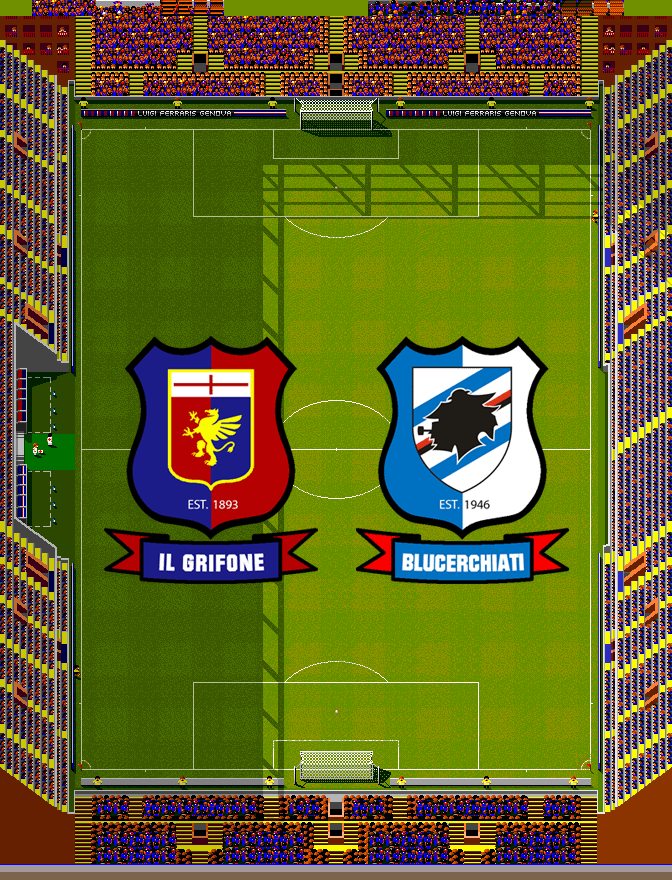 LUIGI FERRARIS GENOVA LUIGI FERRARIS GENOVA
EST. 1893
IL GRIFONE
EST. 1946
BLUCERCHIATI